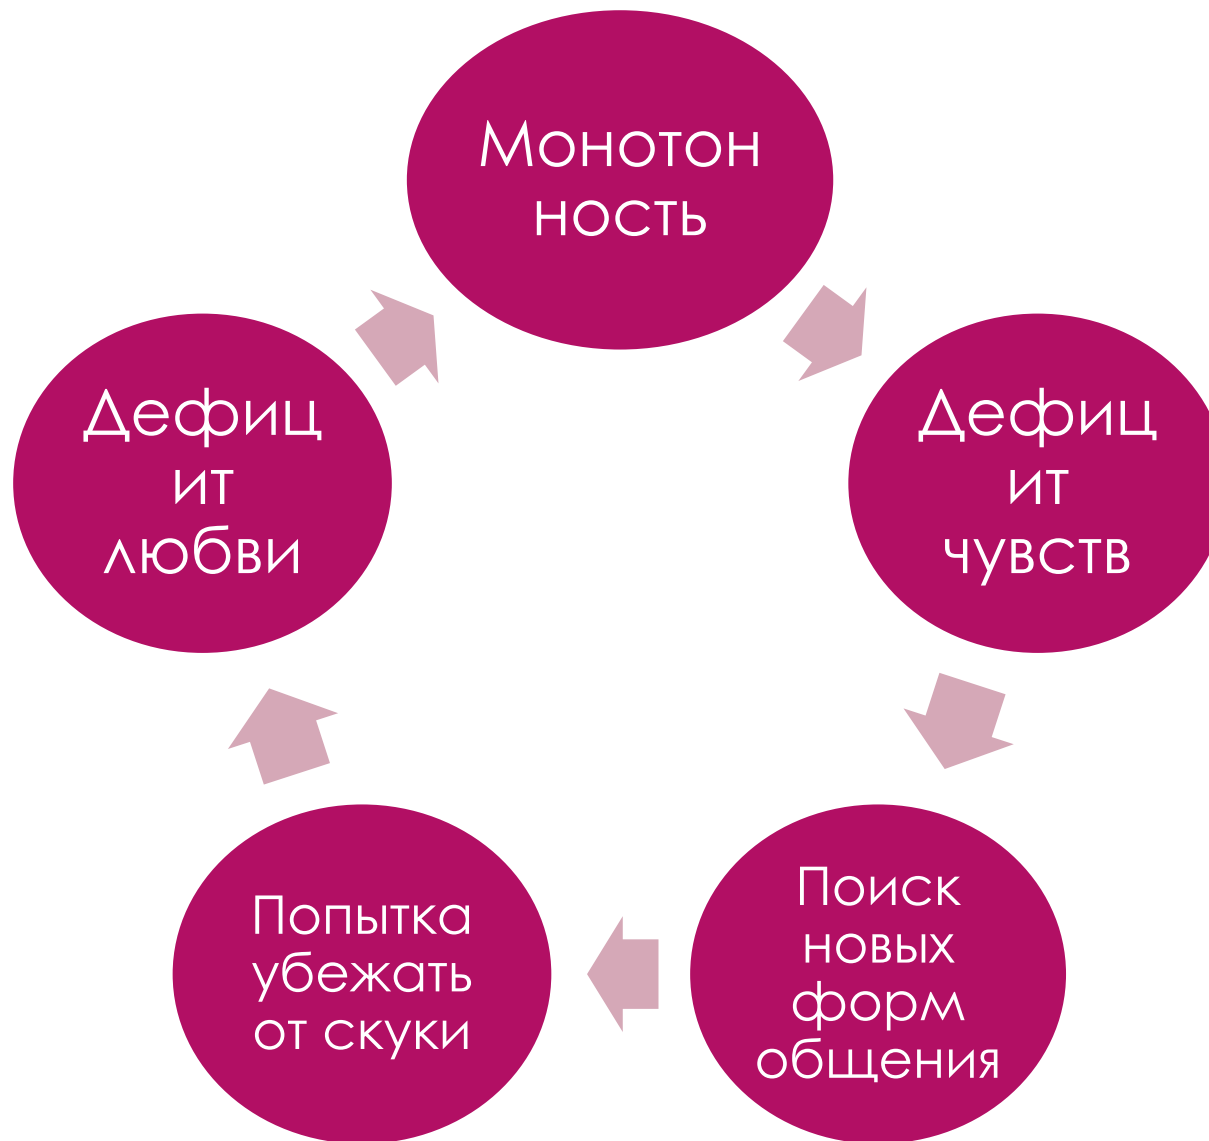 Монотон
ность
Дефиц
ит
чувств
Поиск
новых
форм
общения
Попытка
убежать
от скуки
Дефиц
ит
любви